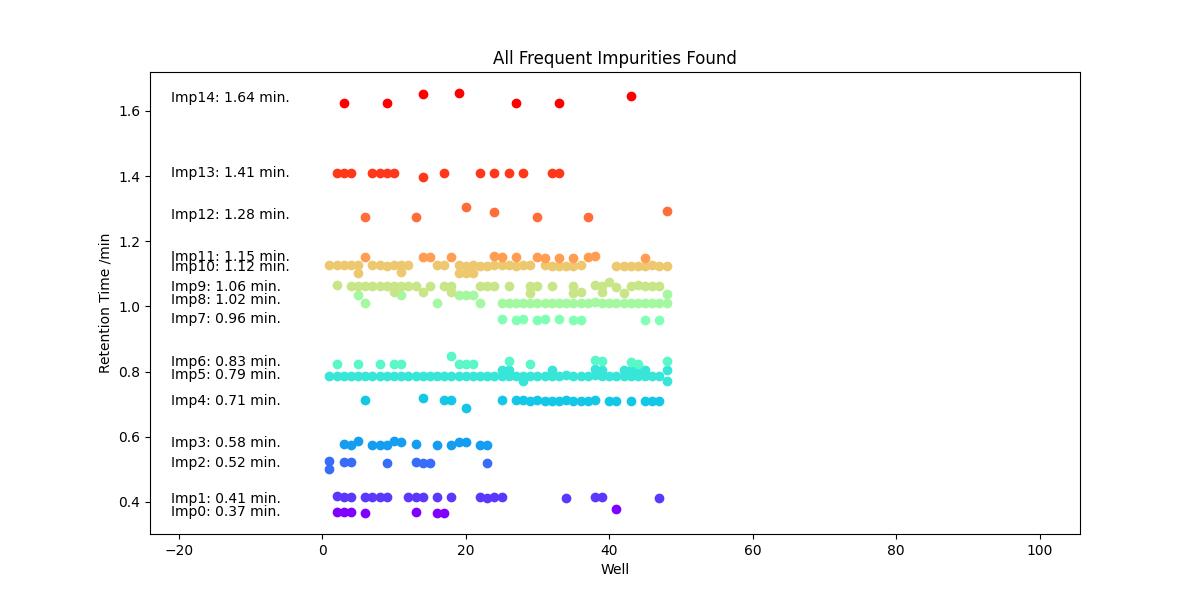 All Frequent Impurities Found
Retention Time /min
1.6
1.4
1.2
1.0
0.8
0.6
0.4
Imp14: 1.64 min.
Imp13: 1.41 min.
Imp12: 1.28 min.
Imp11: 1.15 min.
Imp10: 1.12 min.
Imp9: 1.06 min.
Imp8: 1.02 min.
Imp7: 0.96 min.
Imp6: 0.83 min.
Imp5: 0.79 min.
Imp4: 0.71 min.
Imp3: 0.58 min.
Imp2: 0.52 min.
Imp1: 0.41 min.
Imp0: 0.37 min.
−20 0 20 40 60 80 100
Well